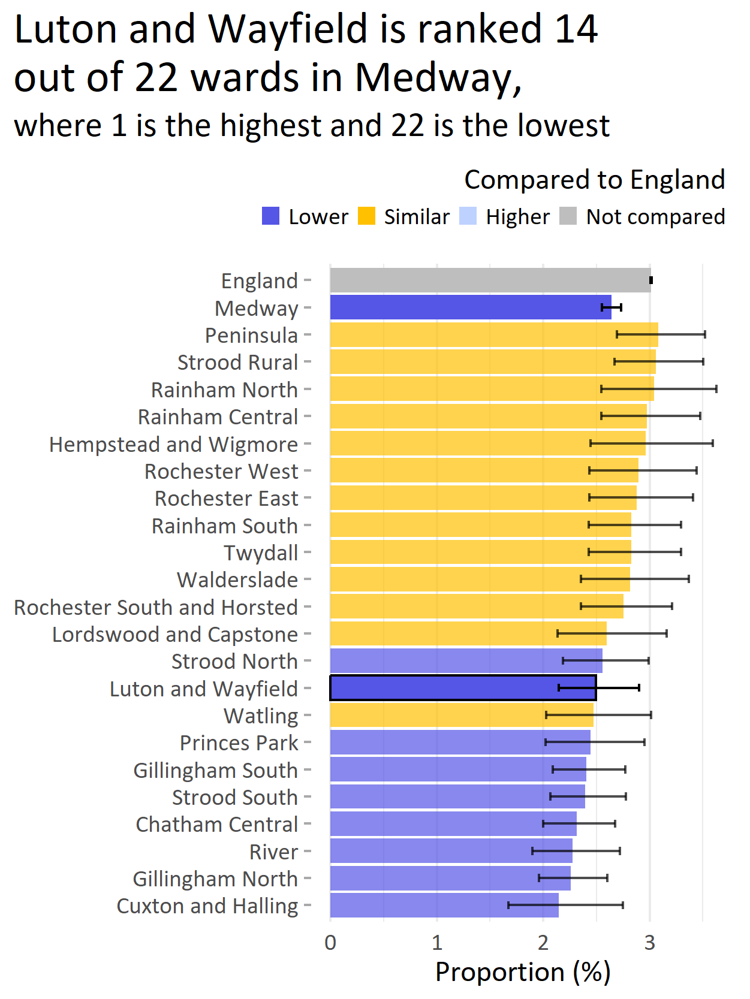 Luton and Wayfield is ranked 14
out of 22 wards in Medway,
where 1 is the highest and 22 is the lowest
Compared to England
Lower Similar Higher Not compared
England
Medway
Peninsula
Strood Rural
Rainham North
Rainham Central
Hempstead and Wigmore
Rochester West
Rochester East
Rainham South
Twydall
Walderslade
Rochester South and Horsted
Lordswood and Capstone
Strood North
Luton and Wayfield
Watling
Princes Park
Gillingham South
Strood South
Chatham Central
River
Gillingham North
Cuxton and Halling
0 1 2 3
Proportion (%)